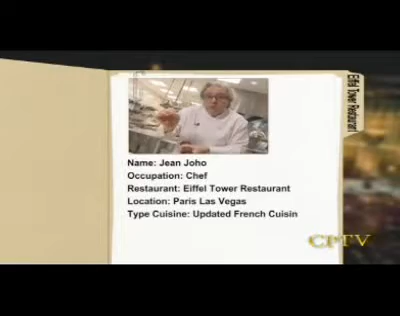 Eiffel Tower Restaurant
Name: Jean Joho
Occupation: Chef
Restaurant: Eiffel Tower Restaurant
Location: Paris Las Vegas
Type Cuisine: Updated French Cuisin
CPTV